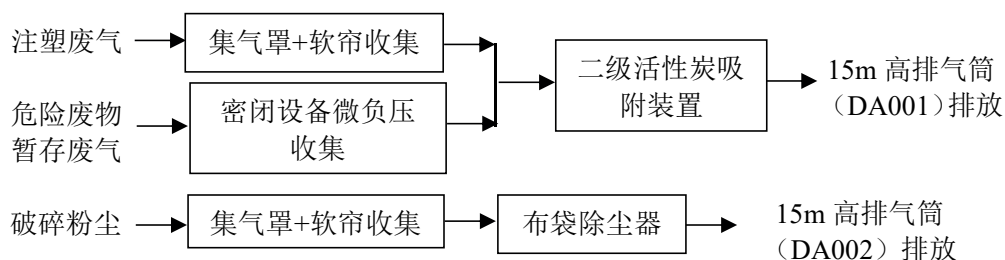 注塑废气
集气罩+软帘收集
危险废物
暂存废气
密闭设备微负压
收集
二级活性炭吸
附装置
15m 高排气筒
（DA001）排放
破碎粉尘
集气罩+软帘收集
布袋除尘器
15m 高排气筒
（DA002）排放